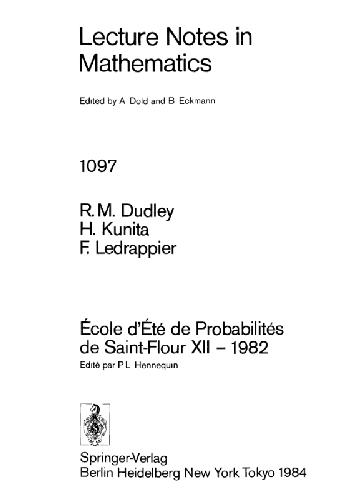 Lecture Notes in
Mathematics
Edited by A. Dold and B. Eckmann
1097
R. M. Dudley
H. Kunita
F. Ledrappier
École d'Été de Probabilités
de Saint-Flour XII – 1982
Edité par P. L. Hennequin
Springer-Verlag
Berlin Heidelberg New York Tokyo 1984